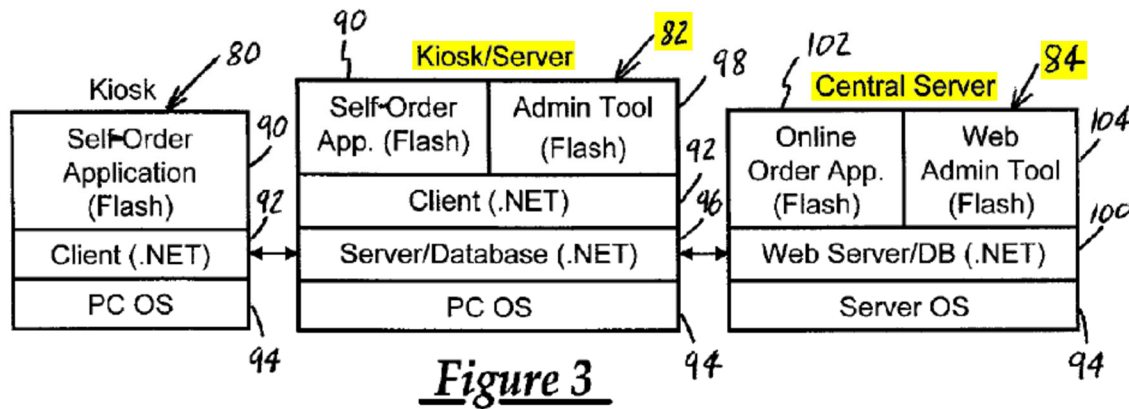 90
82
102
80
Kiosk/Server
98
84
Kiosk
Central Server
Self-Order
Application
(Flash)
90
Self-Order
App. (Flash)
Admin Tool
(Flash)
Online
Order App.
(Flash)
Web
Admin Tool
(Flash)
104
92
Client (.NET)
92
Client (.NET)
96
Server/Database (.NET)
Web Server/DB (.NET)
100
PC OS
PC OS
Server OS
94
94
94
Figure 3